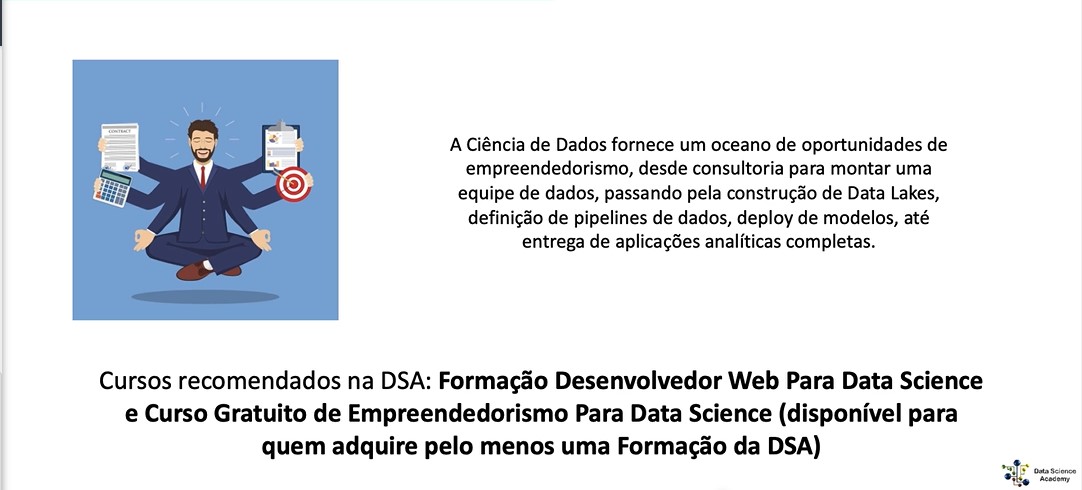 CONTRACT
A Ciência de Dados fornece um oceano de oportunidades de
empreendedorismo, desde consultoria para montar uma
equipe de dados, passando pela construção de Data Lakes,
definição de pipelines de dados, deploy de modelos, até
entrega de aplicações analíticas completas.
Cursos recomendados na DSA: Formação Desenvolvedor Web Para Data Science
e Curso Gratuito de Empreendedorismo Para Data Science (disponível para
quem adquire pelo menos uma Formação da DSA)
Data Science
Academy